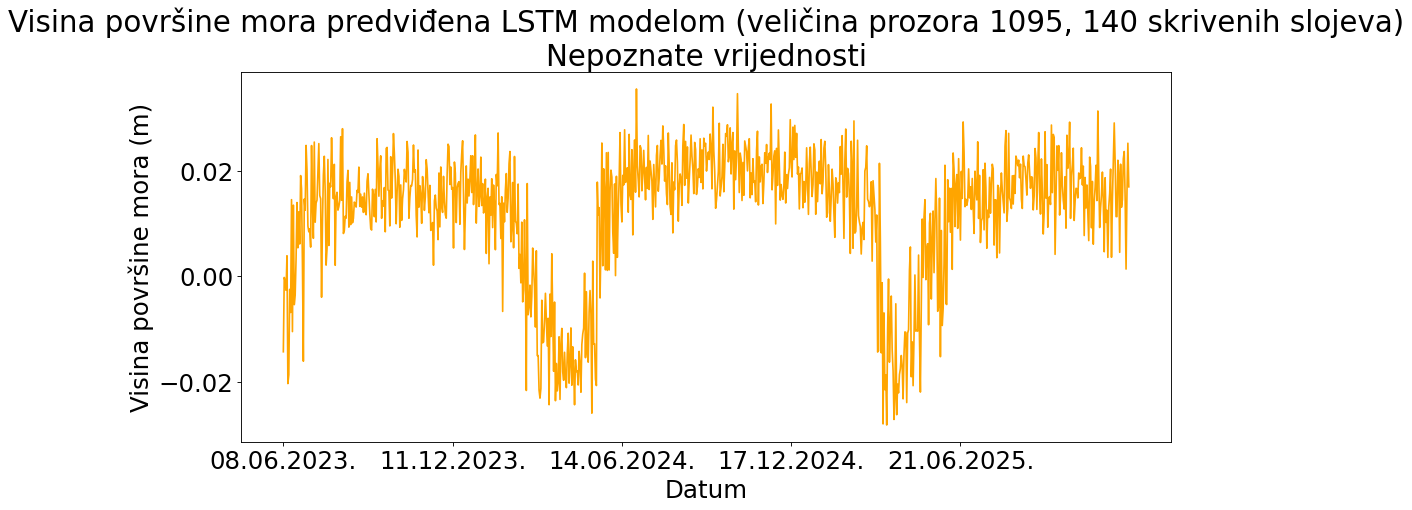 Visina površine mora predviđena LSTM modelom (veličina prozora 1095, 140 skrivenih slojeva)
Nepoznate vrijednosti
Visina površine mora (m)
0.02
0.00
−0.02
08.06.2023. 11.12.2023. 14.06.2024. 17.12.2024. 21.06.2025.
Datum